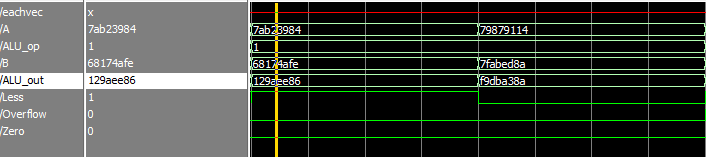 /eachvec x
/A 7ab23984 7ab23984 79879114
/ALU_op 1 1
/B 68174afe 68174afe 7fabed8a
/ALU_out 129aee86 129aee86 f9dba38a
/Less 1
/Overflow 0
/Zero 0